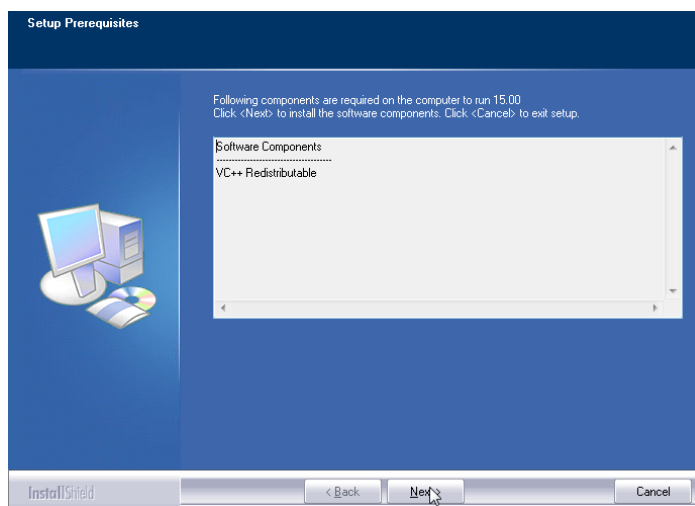 Setup Prerequisites
Following components are required on the computer to run 15.00
Click <Next> to install the software components. Click <Cancel> to exit setup.
Software Components
--------------------------------------
VC++ Redistributable
InstallShield
< Back
Next >
Cancel